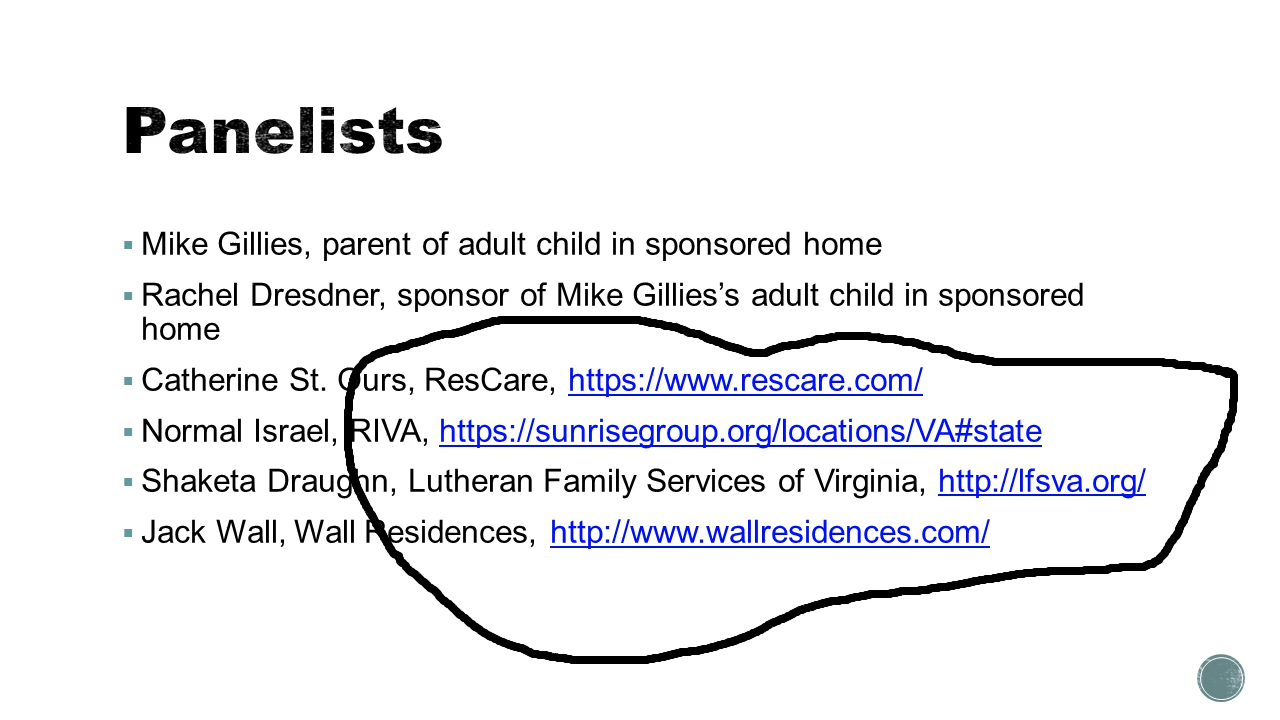 Panelists
▪ Mike Gillies, parent of adult child in sponsored home
▪ Rachel Dresdner, sponsor of Mike Gillies’s adult child in sponsored
home
▪ Catherine St. Ours, ResCare, https://www.rescare.com/
▪ Normal Israel, RIVA, https://sunrisegroup.org/locations/VA#state
▪ Shaketa Draughn, Lutheran Family Services of Virginia, http://lfsva.org/
▪ Jack Wall, Wall Residences, http://www.wallresidences.com/